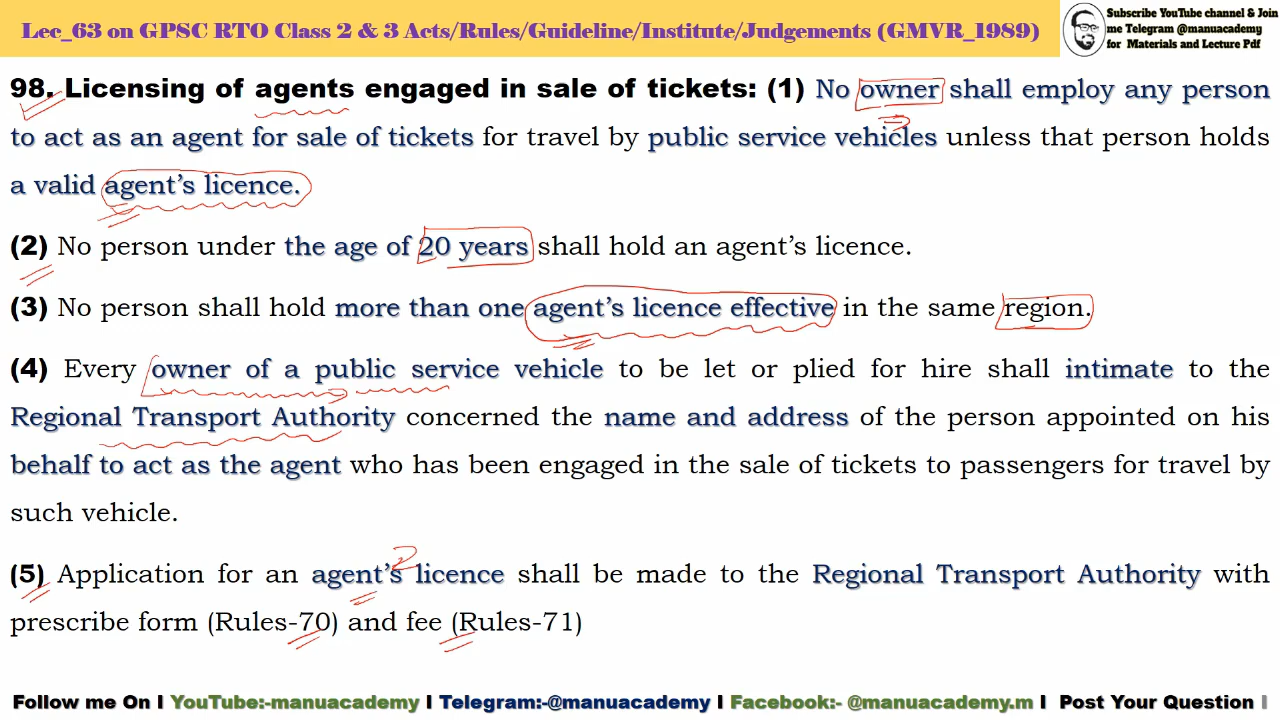 Lec_63 on GPSC RTO Class 2 & 3 Acts/Rules/Guideline/Institute/Judgements (GMVR_1989)
Subscribe YouTube channel & Join
me Telegram @manuacademy
for Materials and Lecture Pdf
98. Licensing of agents engaged in sale of tickets: (1) No owner shall employ any person
to act as an agent for sale of tickets for travel by public service vehicles unless that person holds
a valid agent's licence.
(2) No person under the age of 20 years shall hold an agent's licence.
(3) No person shall hold more than one agent's licence effective in the same region.
(4) Every owner of a public service vehicle to be let or plied for hire shall intimate to the
Regional Transport Authority concerned the name and address of the person appointed on his
behalf to act as the agent who has been engaged in the sale of tickets to passengers for travel by
such vehicle.
(5) Application for an agent's licence shall be made to the Regional Transport Authority with
prescribe form (Rules-70) and fee (Rules-71)
Follow me On I YouTube:-manuacademy I Telegram:-@manuacademy I Facebook:- @manuacademy.m I Post Your Question I